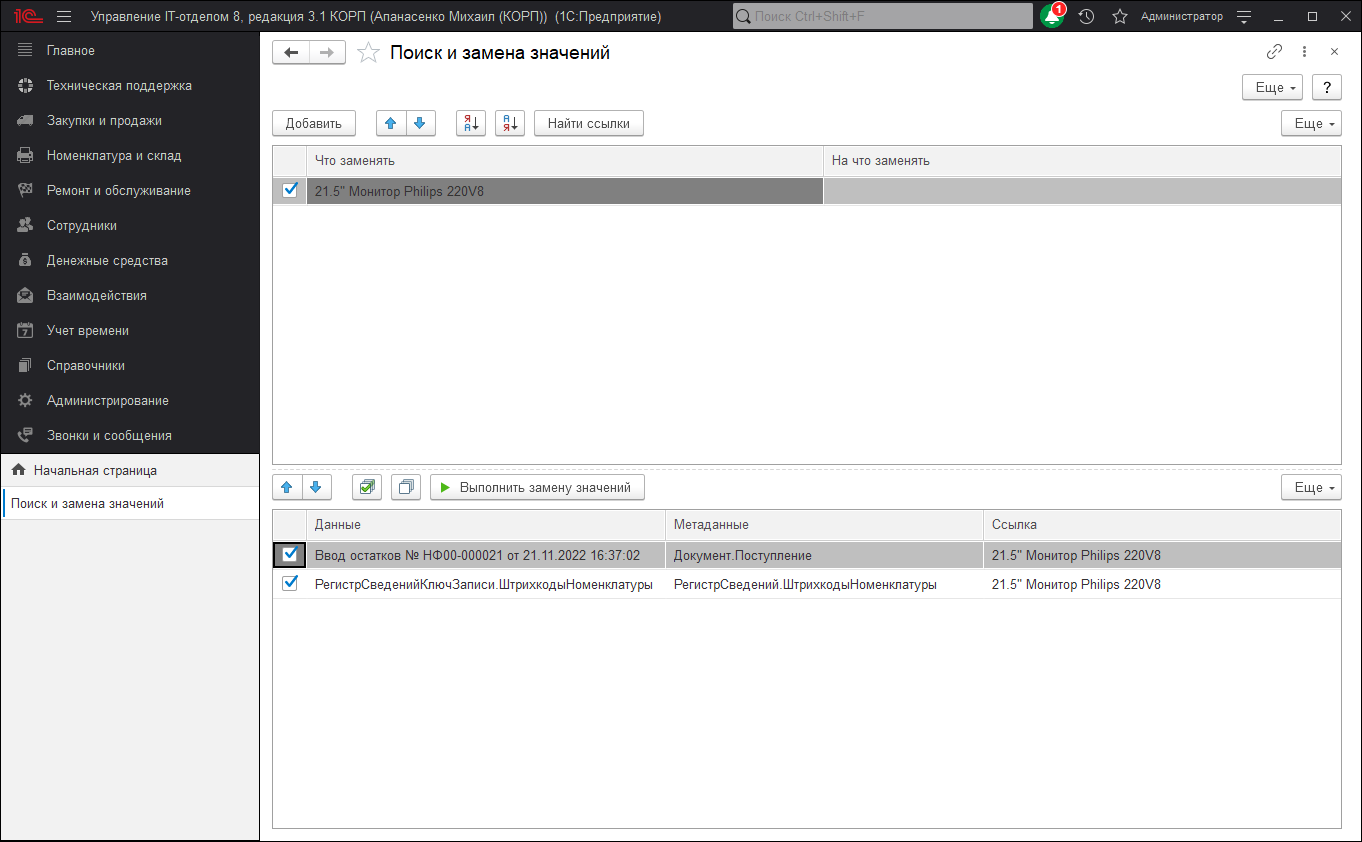 1С Управление IT-отделом 8, редакция 3.1 КОРП (Апанасенко Михаил (КОРП)) (1С:Предприятие) Поиск Ctrl+Shift+F 1 Администратор
Главное
Техническая поддержка
Закупки и продажи
Номенклатура и склад
Ремонт и обслуживание
Сотрудники
Денежные средства
Взаимодействия
7 Учет времени
Справочники
Администрирование
Звонки и сообщения
Начальная страница
Поиск и замена значений
Поиск и замена значений
Еще ?
Добавить Я А А Я Найти ссылки Еще
Что заменять На что заменять
21.5" Монитор Philips 220V8
Выполнить замену значений Еще
Данные Метаданные Ссылка
Ввод остатков № НФ00-000021 от 21.11.2022 16:37:02 Документ.Поступление 21.5" Монитор Philips 220V8
РегистрСведенийКлючЗаписи.ШтрихкодыНоменклатуры РегистрСведений.ШтрихкодыНоменклатуры 21.5" Монитор Philips 220V8